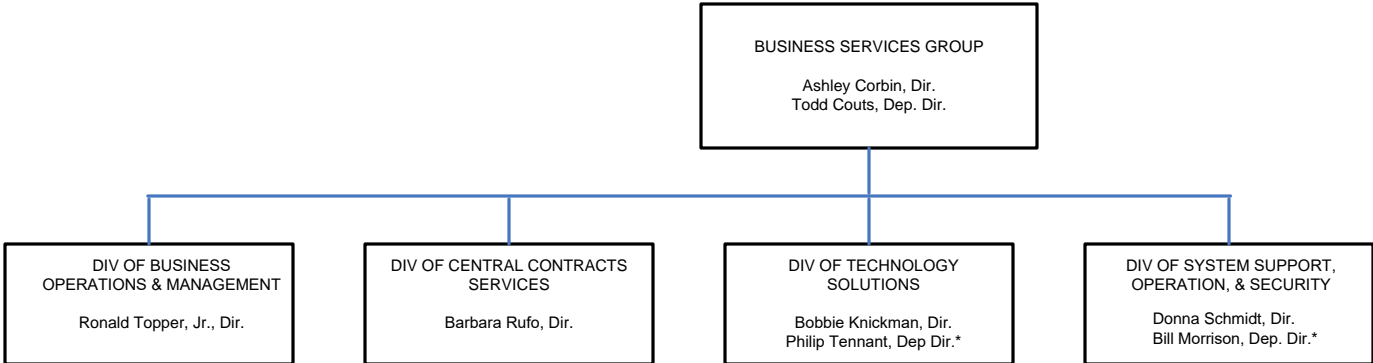 BUSINESS SERVICES GROUP
Ashley Corbin, Dir.
Todd Couts, Dep. Dir.
DIV OF BUSINESS
OPERATIONS & MANAGEMENT
Ronald Topper, Jr., Dir.
DIV OF CENTRAL CONTRACTS
SERVICES
Barbara Rufo, Dir.
DIV OF TECHNOLOGY
SOLUTIONS
Bobbie Knickman, Dir.
Philip Tennant, Dep Dir.*
DIV OF SYSTEM SUPPORT,
OPERATION, & SECURITY
Donna Schmidt, Dir.
Bill Morrison, Dep. Dir.*